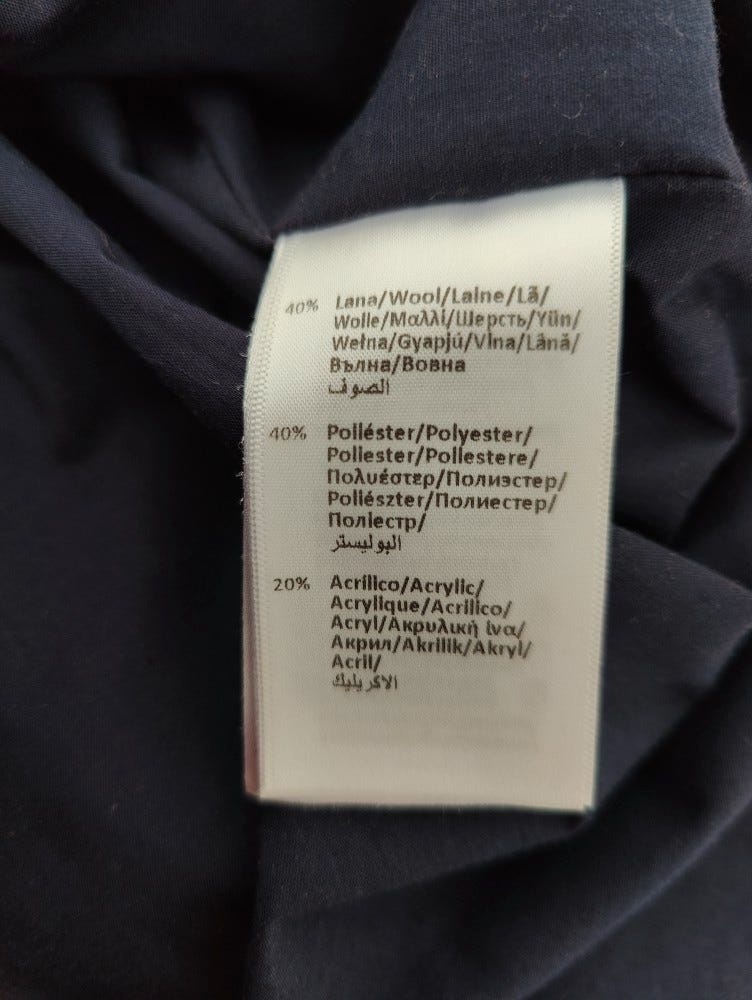 40% Lana/Wool/Laine/Lã/
Wolle/Μαλλί/Шерсть/Yün/
Wełna/Gyapjú/Vlna/Lână/
Вълна/Вовна
الصوف
40% Poliéster/Polyester/
Poliester/Poliestere/
Πολυέστερ/Полиэстер/
Poliészter/Полиестер/
Поліестр/
البوليستر
20% Acrílico/Acrylic/
Acrylique/Acrilico/
Acryl/Ακρυλική ίνα/
Акрил/Akrilik/Akryl/
Acril/
الاكريليك